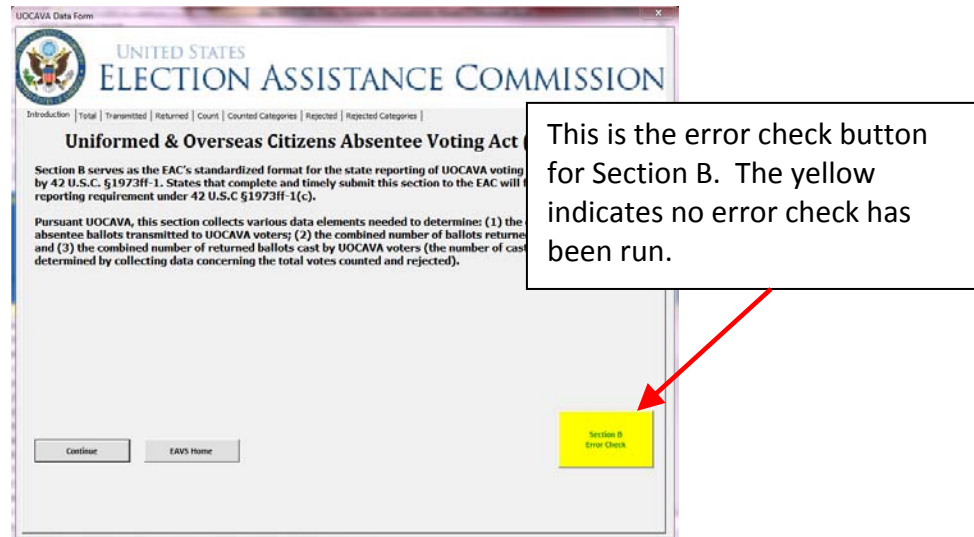 UOCAVA Data Form
x
UNITED STATES
ELECTION ASSISTANCE COMMISSION
Introduction | Total | Transmitted | Returned | Count | Counted Categories | Rejected | Rejected Categories |
Uniformed & Overseas Citizens Absentee Voting Act (
Section B serves as the EAC's standardized format for the state reporting of UOCAVA voting
by 42 U.S.C. §1973ff-1. States that complete and timely submit this section to the EAC will f
reporting requirement under 42 U.S.C §1973ff-1(c).
Pursuant UOCAVA, this section collects various data elements needed to determine: (1) the
absentee ballots transmitted to UOCAVA voters; (2) the combined number of ballots returne
and (3) the combined number of returned ballots cast by UOCAVA voters (the number of cast
determined by collecting data concerning the total votes counted and rejected).
This is the error check button
for Section B. The yellow
indicates no error check has
been run.
Continue
EAVS Home
Section B
Error Check